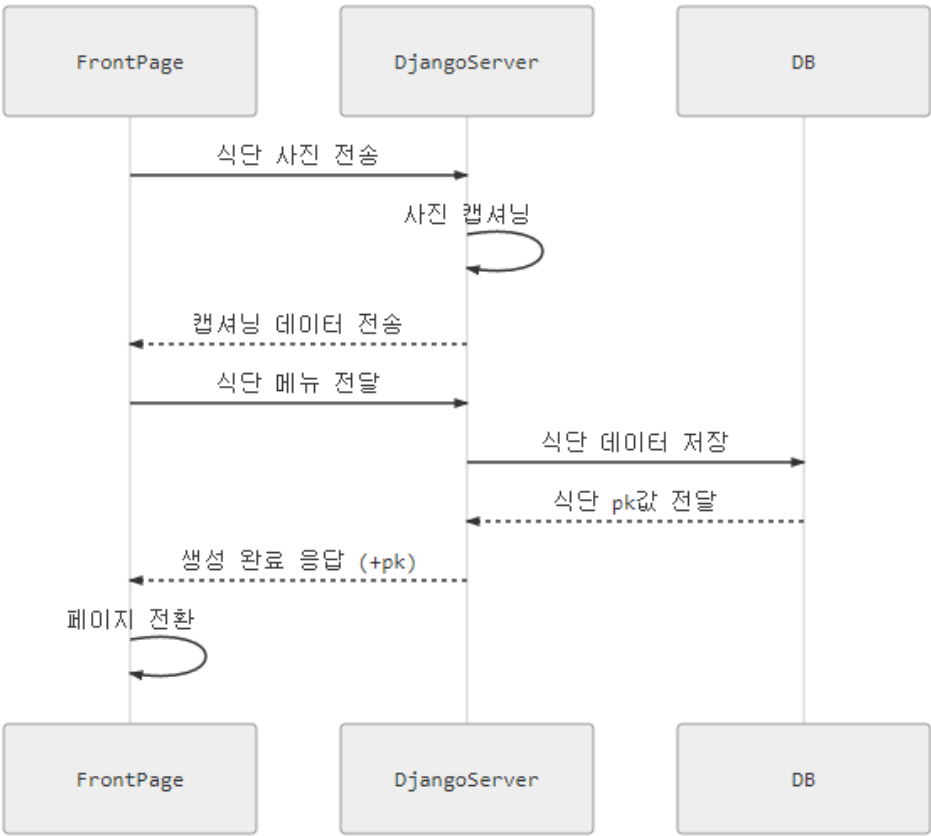 FrontPage DjangoServer DB
식단 사진 전송
사진 캡셔닝
캡셔닝 데이터 전송
식단 메뉴 전달
식단 데이터 저장
식단 pk값 전달
생성 완료 응답 (+pk)
페이지 전환
FrontPage DjangoServer DB